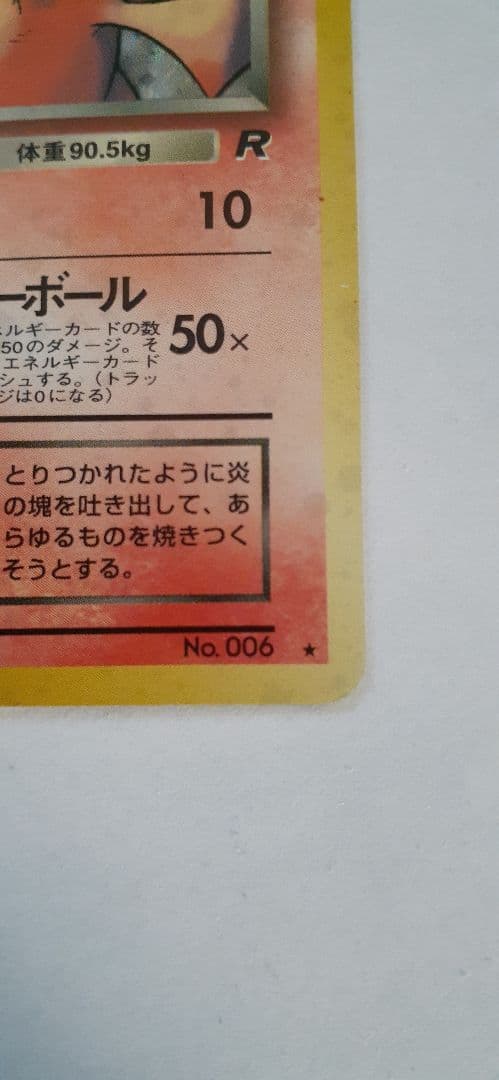 体重90.5kg R
10
ーボール
ルギーカードの数
50のダメージ。そ
エネルギーカード
シュする。(トラッ
ジは0になる)
50×
とりつかれたように炎
の塊を吐き出して、あ
らゆるものを焼きつく
そうとする。
No. 006 ★